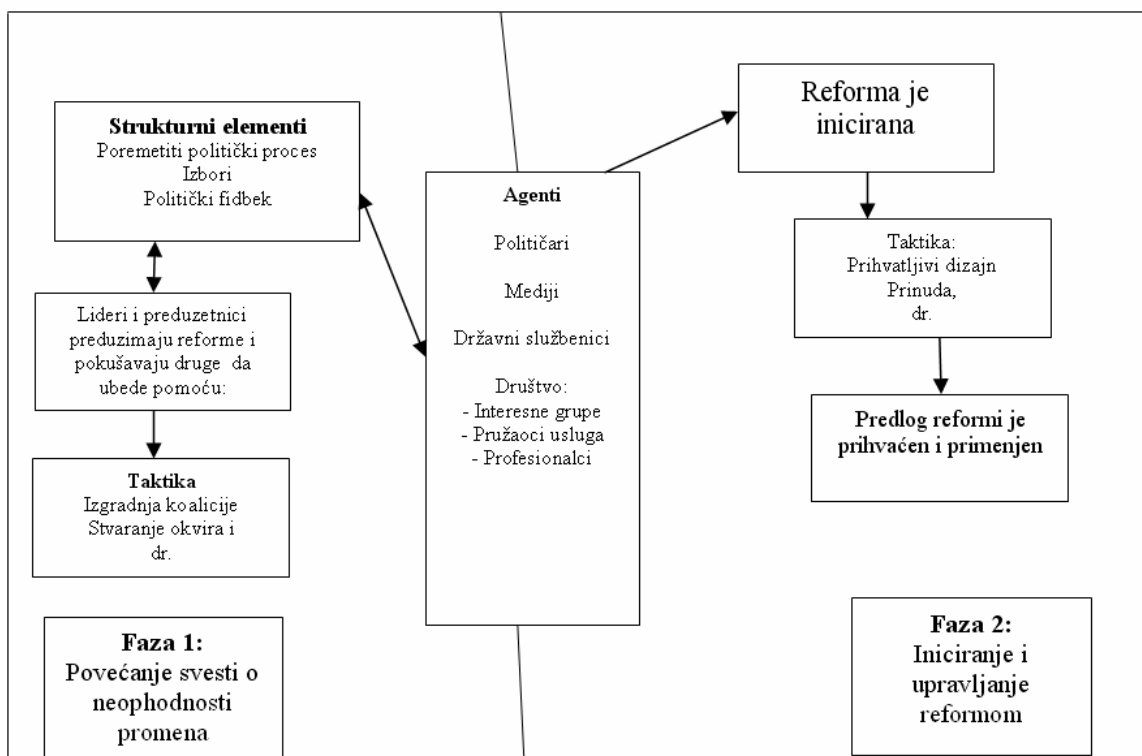 Strukturni elementi
Poremetiti politički proces
Izbori
Politički fidbek
Lideri i preduzetnici
preduzimaju reforme i
pokušavaju druge da
ubede pomoću:
Taktika
Izgradnja koalicije
Stvaranje okvira i
dr.
Faza 1:
Povećanje svesti o
neophodnosti
promena
Agenti
Političari
Mediji
Državni službenici
Društvo:
- Interesne grupe
- Pružaoci usluga
- Profesionalci
Reforma je
inicirana
Taktika:
Prihvatljivi dizajn
Prinuda,
dr.
Predlog reformi je
prihvaćen i primenjen
Faza 2:
Iniciranje i
upravljanje
reformom